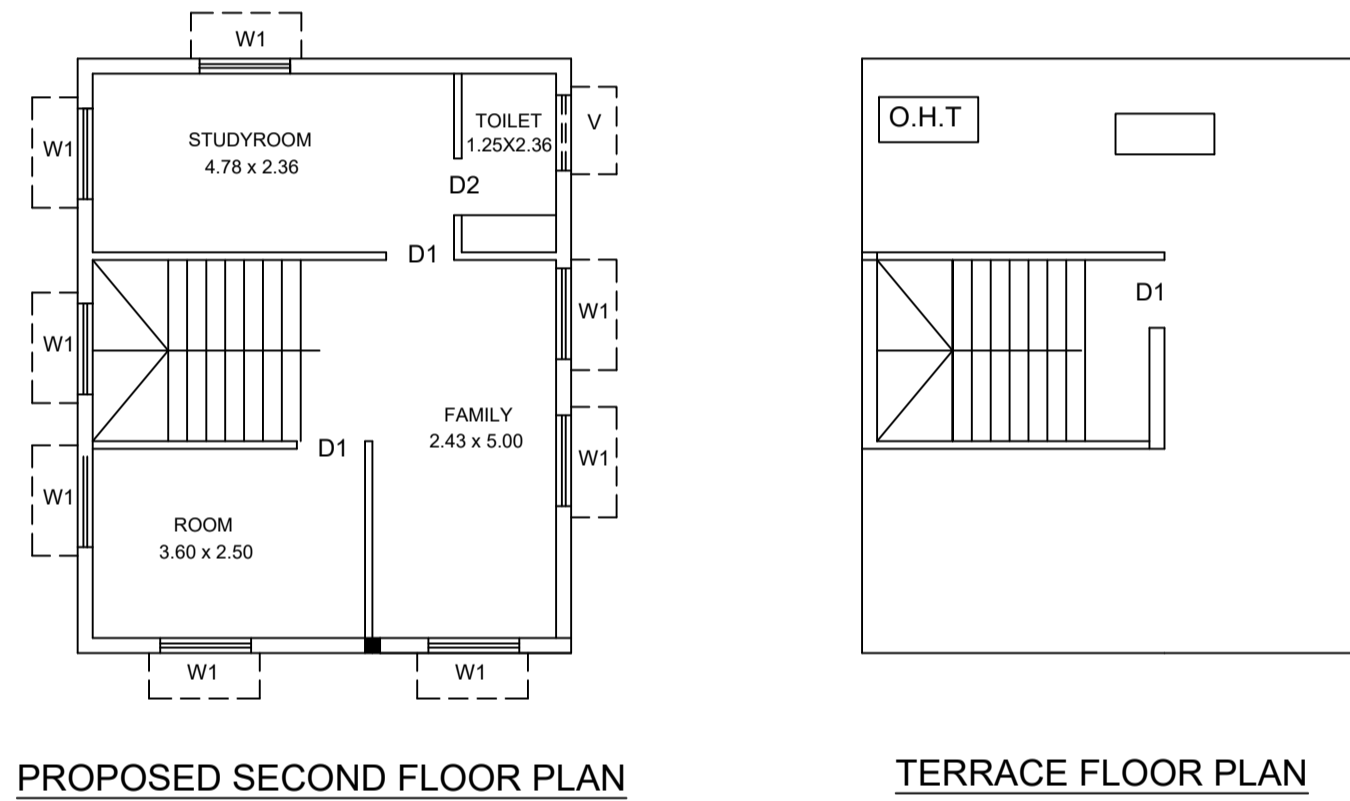 W1
W1
STUDYROOM
4.78 x 2.36
TOILET
1.25X2.36
V
D2
D1
W1
W1
D1
FAMILY
2.43 x 5.00
W1
W1
ROOM
3.60 x 2.50
W1
W1
PROPOSED SECOND FLOOR PLAN
O.H.T
D1
TERRACE FLOOR PLAN